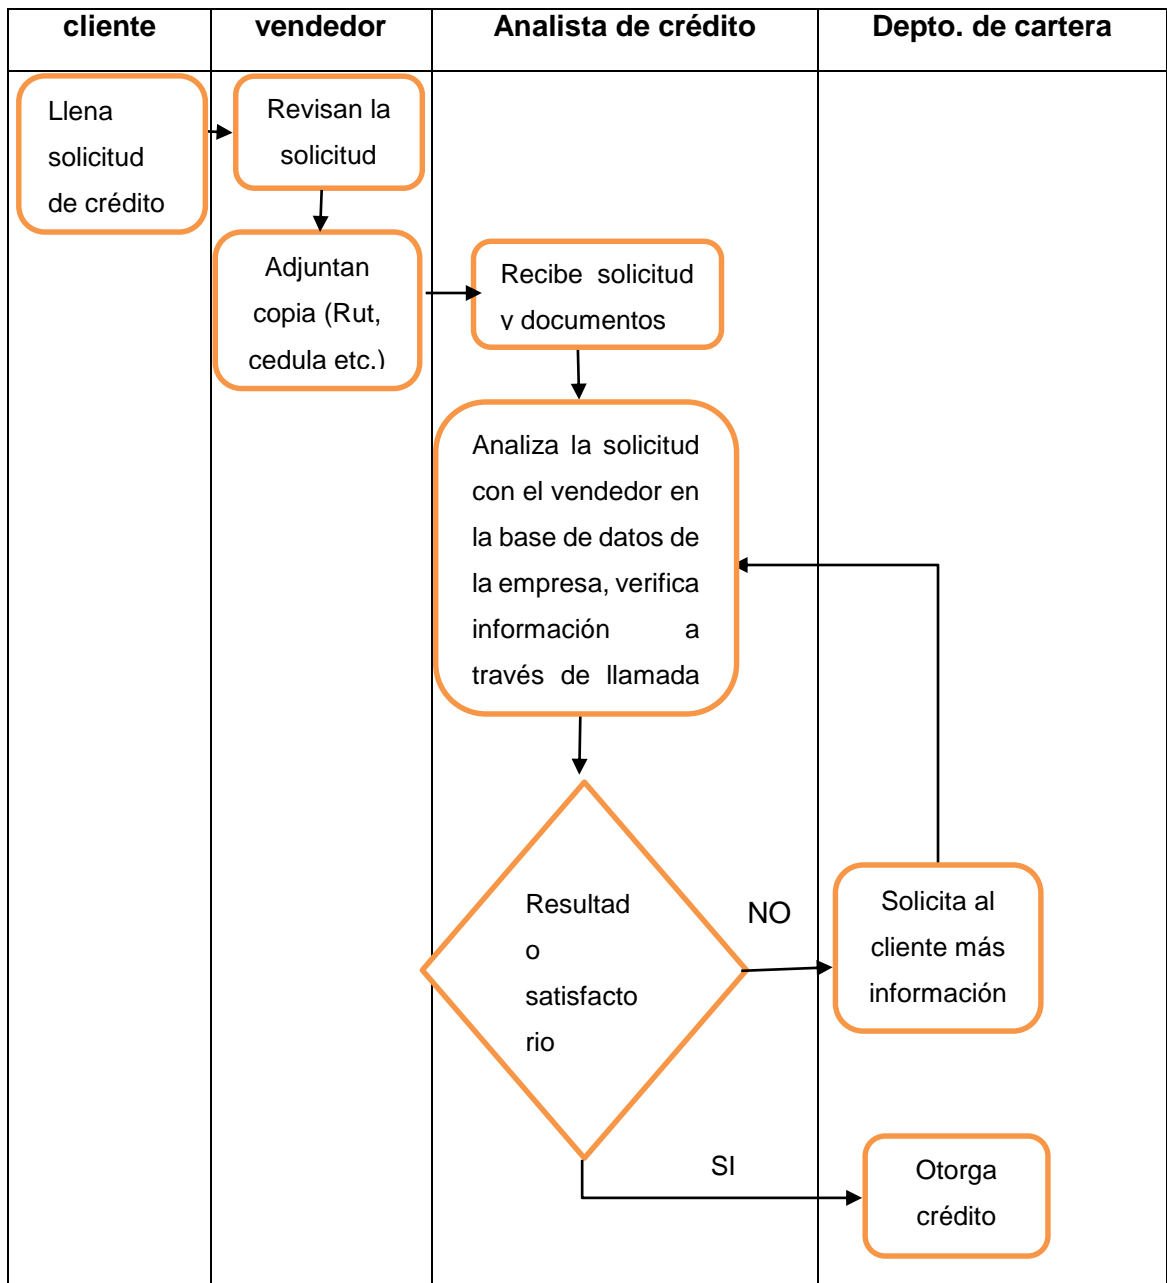 cliente
vendedor
Analista de crédito
Depto. de cartera
Llena
solicitud
de crédito
Revisan la
solicitud
Adjuntan
copia (Rut,
cedula etc.)
Recibe solicitud
y documentos
Analiza la solicitud
con el vendedor en
la base de datos de
la empresa, verifica
información a
través de llamada
Resultad
o
satisfacto
rio
NO
Solicita al
cliente más
información
SI
Otorga
crédito